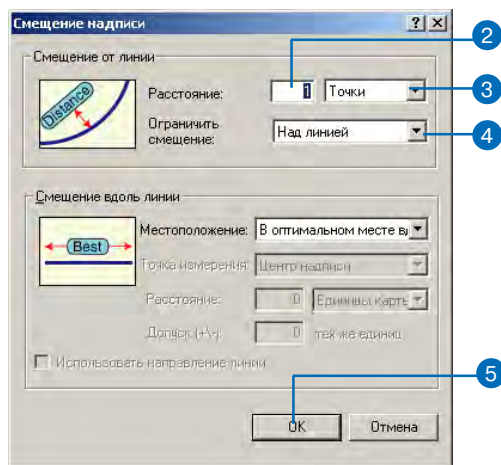 Смещение надписи
Смещение от линии
Distance
Расстояние: 1 Точки
Ограничить смещение: Над линией
Смещение вдоль линии
Best
Местоположение: В оптимальном месте в
Точка измерения: Центр надписи
Расстояние: 0 Единицы карты
Допуск (+\-): 0 тех же единиц
Использовать направление линии
OK Отмена
2
3
4
5